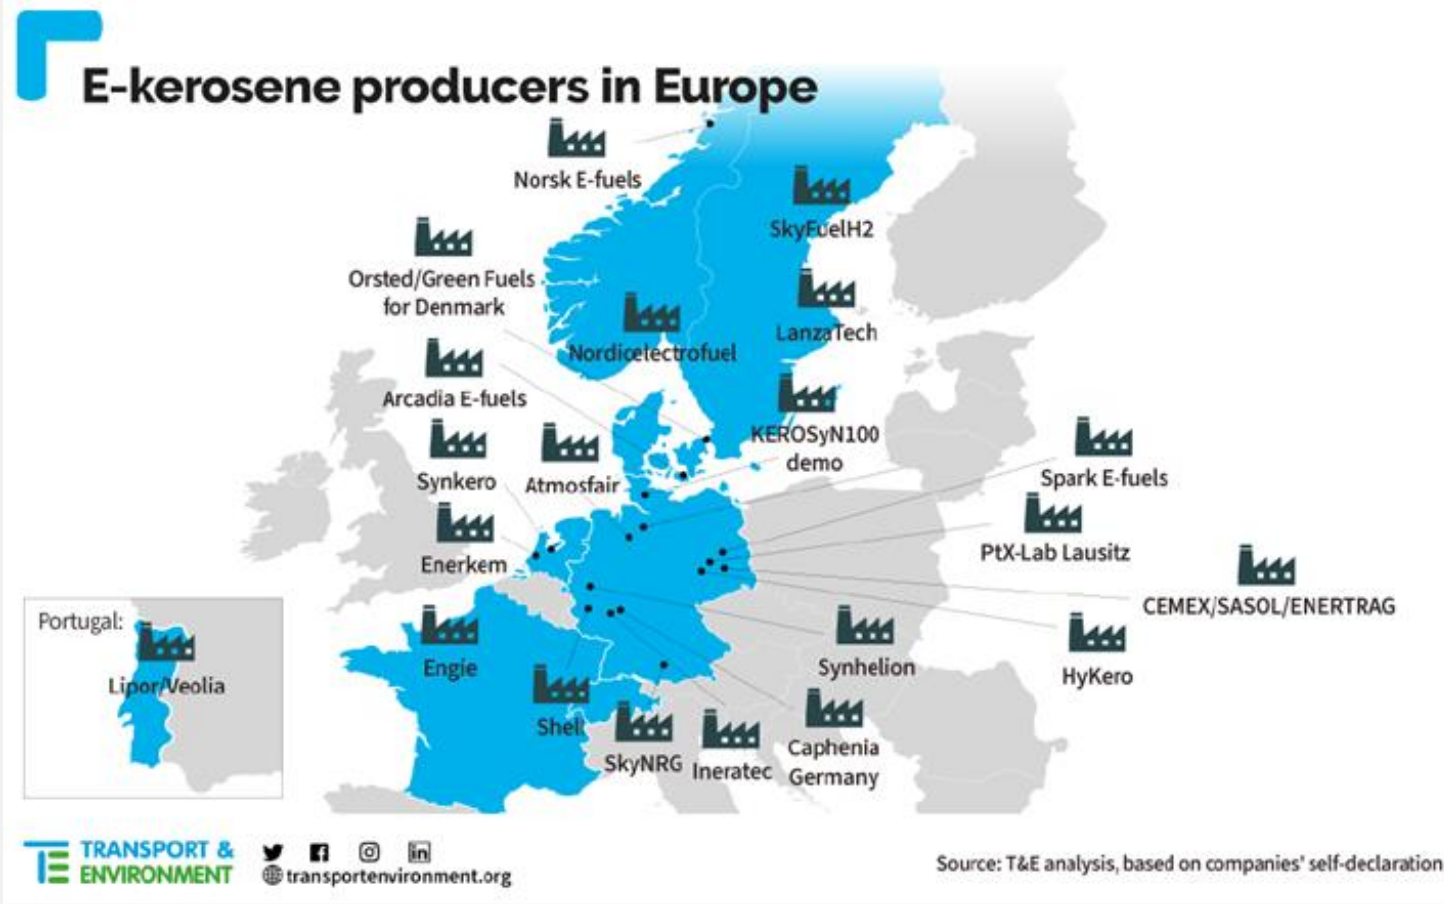 E-kerosene producers in Europe
Norsk E-fuels
SkyFuelH2
Orsted/Green Fuels
for Denmark
LanzaTech
Nordicelectrofuel
Arcadia E-fuels
KEROSyN100
demo
Synkero
Atmosfair
Spark E-fuels
PtX-Lab Lausitz
Enerkem
CEMEX/SASOL/ENERTRAG
Portugal:
Lipor/Veolia
Engie
Synhelion
HyKero
Shell
SkyNRG
Ineratec
Caphenia
Germany
TE
TRANSPORT &
ENVIRONMENT
transportenvironment.org
Source: T&E analysis, based on companies' self-declaration